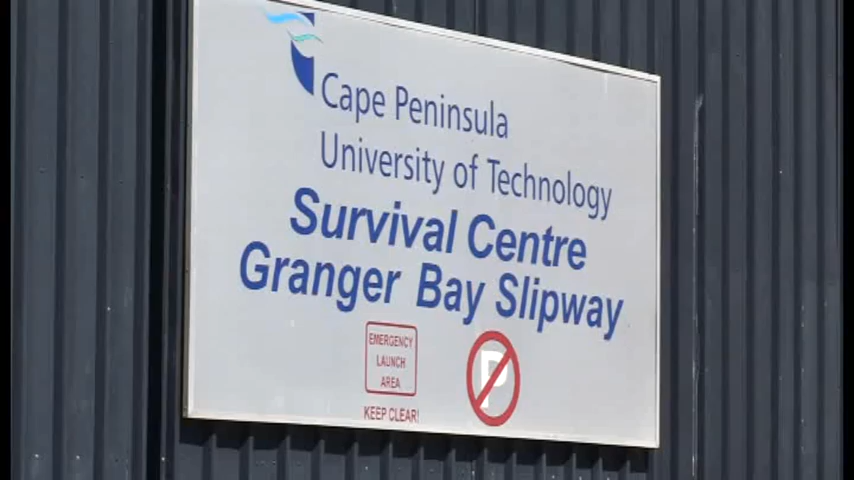 Cape Peninsula
University of Technology
Survival Centre
Granger Bay Slipway
EMERGENCY
LAUNCH
AREA
KEEP CLEAR!
P